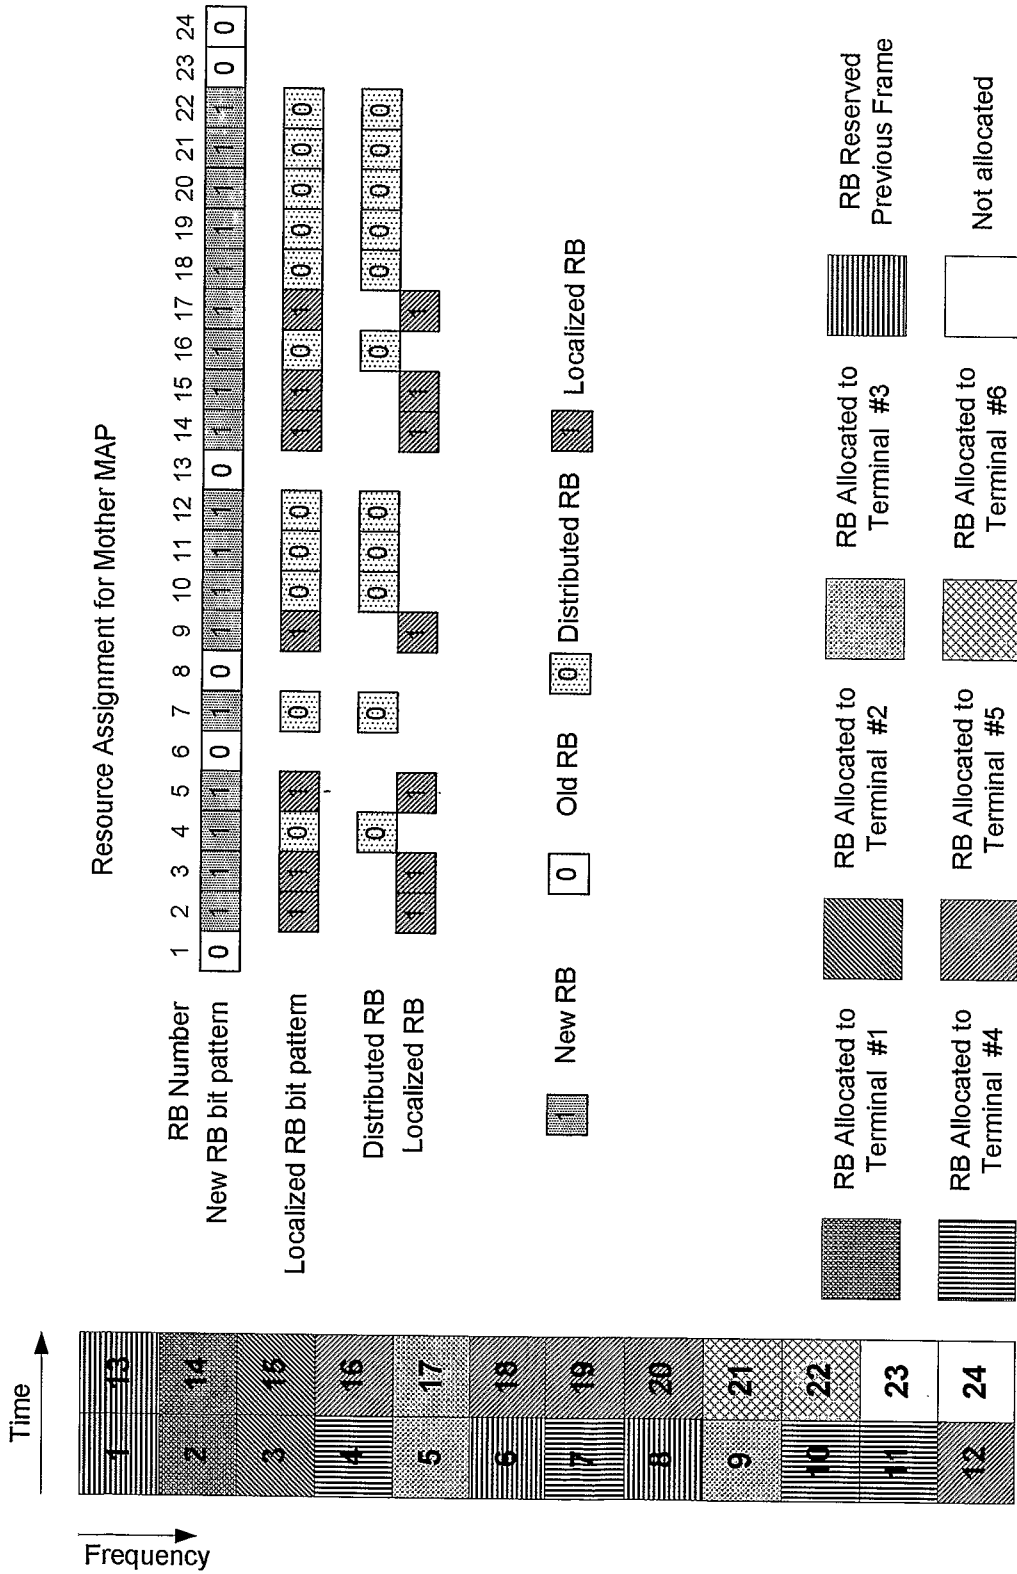 Resource Assignment for Mother MAP
RB Number 1 2 3 4 5 6 7 8 9 10 11 12 13 14 15 16 17 18 19 20 21 22 23 24
New RB bit pattern 0 1 1 1 1 0 1 0 1 1 1 1 0 1 1 1 1 1 1 1 1 1 0 0
Localized RB bit pattern 1 1 0 1 0 1 0 0 0 1 1 0 1 0 0 0 0 0
Distributed RB 0 0 0 0 0 0 0 0 0 0 0
Localized RB 1 1 1 1 1 1 1
1 New RB 0 Old RB 0 Distributed RB 1 Localized RB
Time
Frequency
1 13
2 14
3 15
4 16
5 17
6 18
7 19
8 20
9 21
10 22
11 23
12 24
RB Allocated to
Terminal #1
RB Allocated to
Terminal #2
RB Allocated to
Terminal #3
RB Reserved
Previous Frame
RB Allocated to
Terminal #4
RB Allocated to
Terminal #5
RB Allocated to
Terminal #6
Not allocated